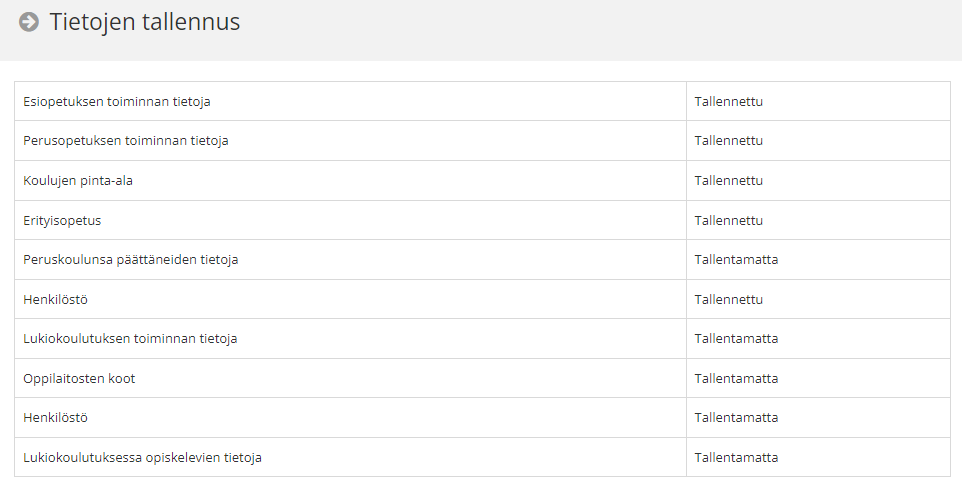 Tietojen tallennus
Esiopetuksen toiminnan tietoja Tallennettu
Perusopetuksen toiminnan tietoja Tallennettu
Koulujen pinta-ala Tallennettu
Erityisopetus Tallennettu
Peruskoulunsa päättäneiden tietoja Tallentamatta
Henkilöstö Tallennettu
Lukiokoulutuksen toiminnan tietoja Tallentamatta
Oppilaitosten koot Tallentamatta
Henkilöstö Tallentamatta
Lukiokoulutuksessa opiskelevien tietoja Tallentamatta